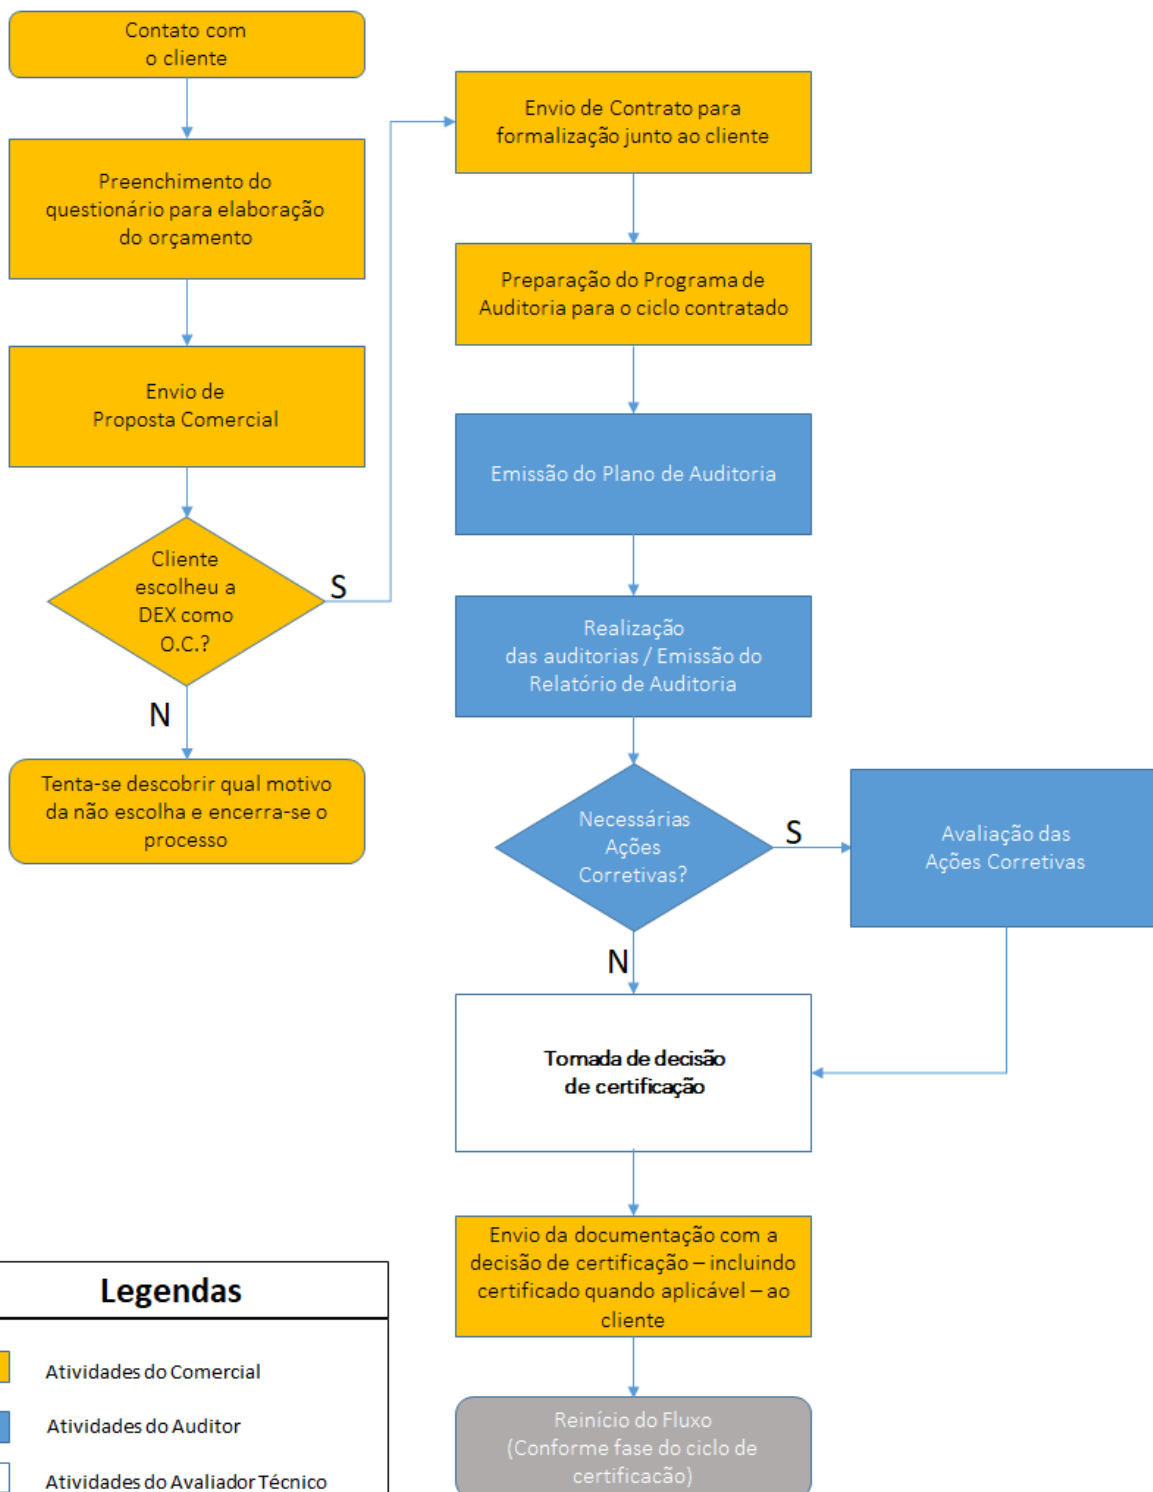 Contato com
o cliente
Preenchimento do
questionário para elaboração
do orçamento
Envio de
Proposta Comercial
Cliente
escolheu a
DEX como
O.C.?
S
N
Tenta-se descobrir qual motivo
da não escolha e encerra-se o
processo
Envio de Contrato para
formalização junto ao cliente
Preparação do Programa de
Auditoria para o ciclo contratado
Emissão do Plano de Auditoria
Realização
das auditorias / Emissão do
Relatório de Auditoria
Necessárias
Ações
Corretivas?
S
N
Avaliação das
Ações Corretivas
Tomada de decisão
de certificação
Envio da documentação com a
decisão de certificação – incluindo
certificado quando aplicável – ao
cliente
Reinício do Fluxo
(Conforme fase do ciclo de
certificacão)
Legendas
Atividades do Comercial
Atividades do Auditor
Atividades do Avaliador Técnico